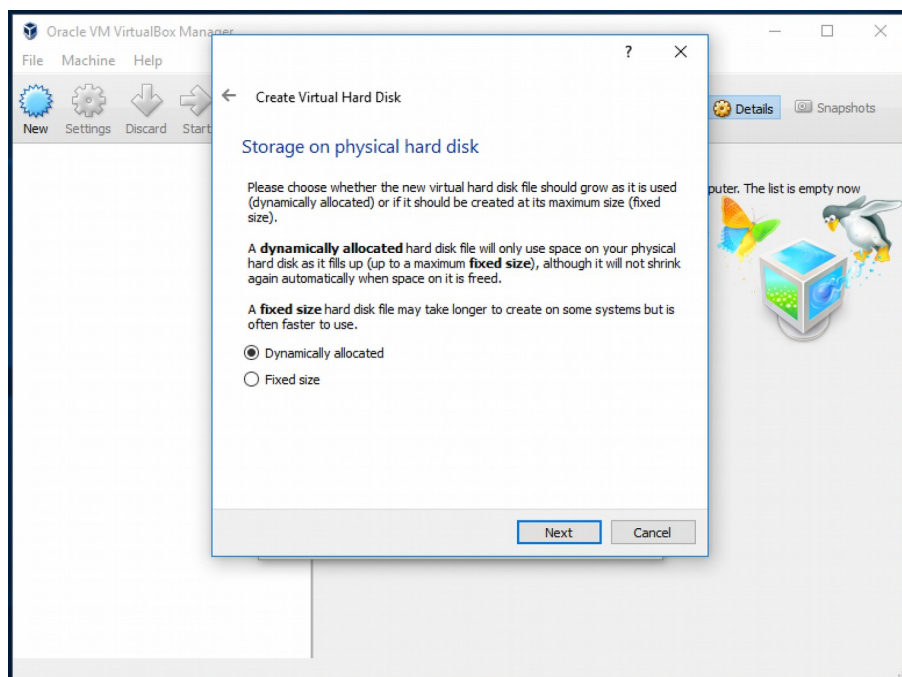 Oracle VM VirtualBox Manager
File Machine Help
? 
New Settings Discard Start
Details Snapshots
Create Virtual Hard Disk
Storage on physical hard disk
Please choose whether the new virtual hard disk file should grow as it is used
(dynamically allocated) or if it should be created at its maximum size (fixed
size).
A dynamically allocated hard disk file will only use space on your physical
hard disk as it fills up (up to a maximum fixed size), although it will not shrink
again automatically when space on it is freed.
A fixed size hard disk file may take longer to create on some systems but is
often faster to use.
Dynamically allocated
Fixed size
Next Cancel
puter. The list is empty now